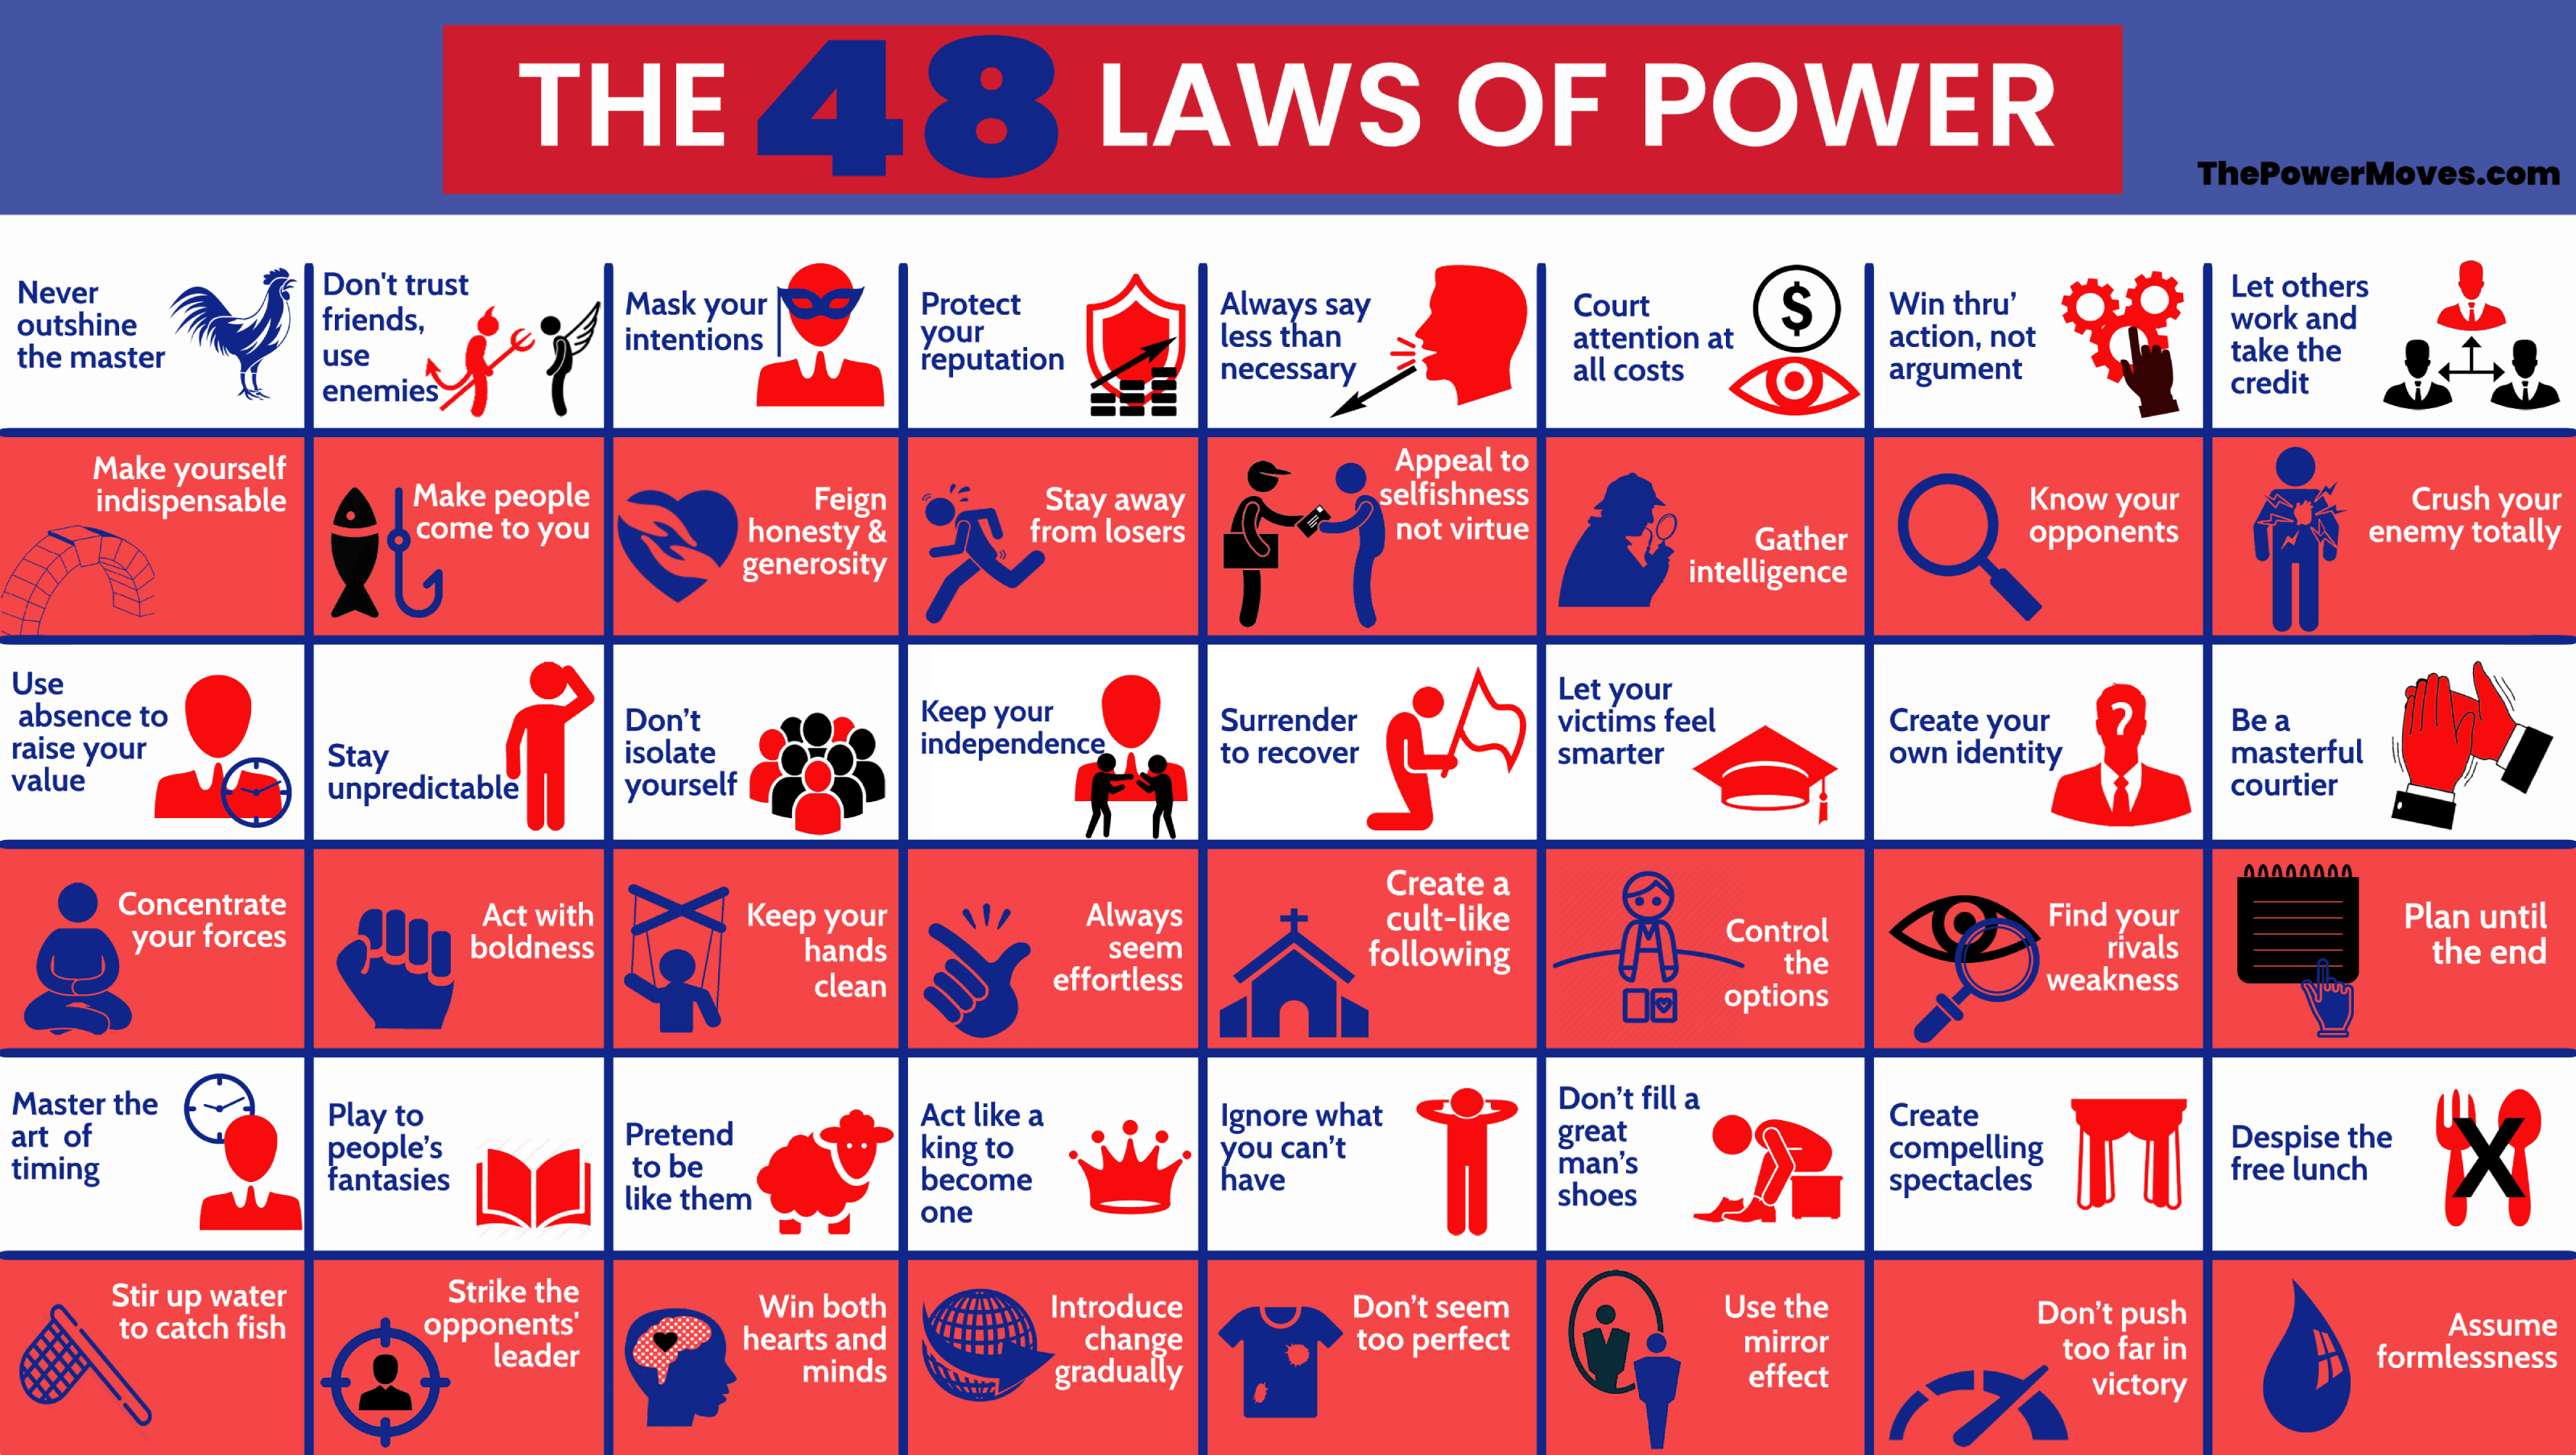 THE 48 LAWS OF POWER
ThePowerMoves.com
Never
outshine
the master
Don't trust
friends,
use
enemies
Mask your
intentions
Protect
your
reputation
Always say
less than
necessary
Court
attention at
all costs
$
Win thru'
action, not
argument
Let others
work and
take the
credit
Make yourself
indispensable
Make people
come to you
Feign
honesty &
generosity
Stay away
from losers
Appeal to
selfishness
not virtue
Gather
intelligence
Know your
opponents
Crush your
enemy totally
Use
absence to
raise your
value
Stay
unpredictable
Don't
isolate
yourself
Keep your
independence
Surrender
to recover
Let your
victims feel
smarter
Create your
own identity
?
Be a
masterful
courtier
Concentrate
your forces
Act with
boldness
Keep your
hands
clean
Always
seem
effortless
Create a
cult-like
following
Control
the
options
Find your
rivals
weakness
Plan until
the end
Master the
art of
timing
Play to
people's
fantasies
Pretend
to be
like them
Act like a
king to
become
one
Ignore what
you can't
have
Don't fill a
great
man's
shoes
Create
compelling
spectacles
Despise the
free lunch
X
Stir up water
to catch fish
Strike the
opponents'
leader
Win both
hearts and
minds
Introduce
change
gradually
Don't seem
too perfect
Use the
mirror
effect
Don't push
too far in
victory
Assume
formlessness